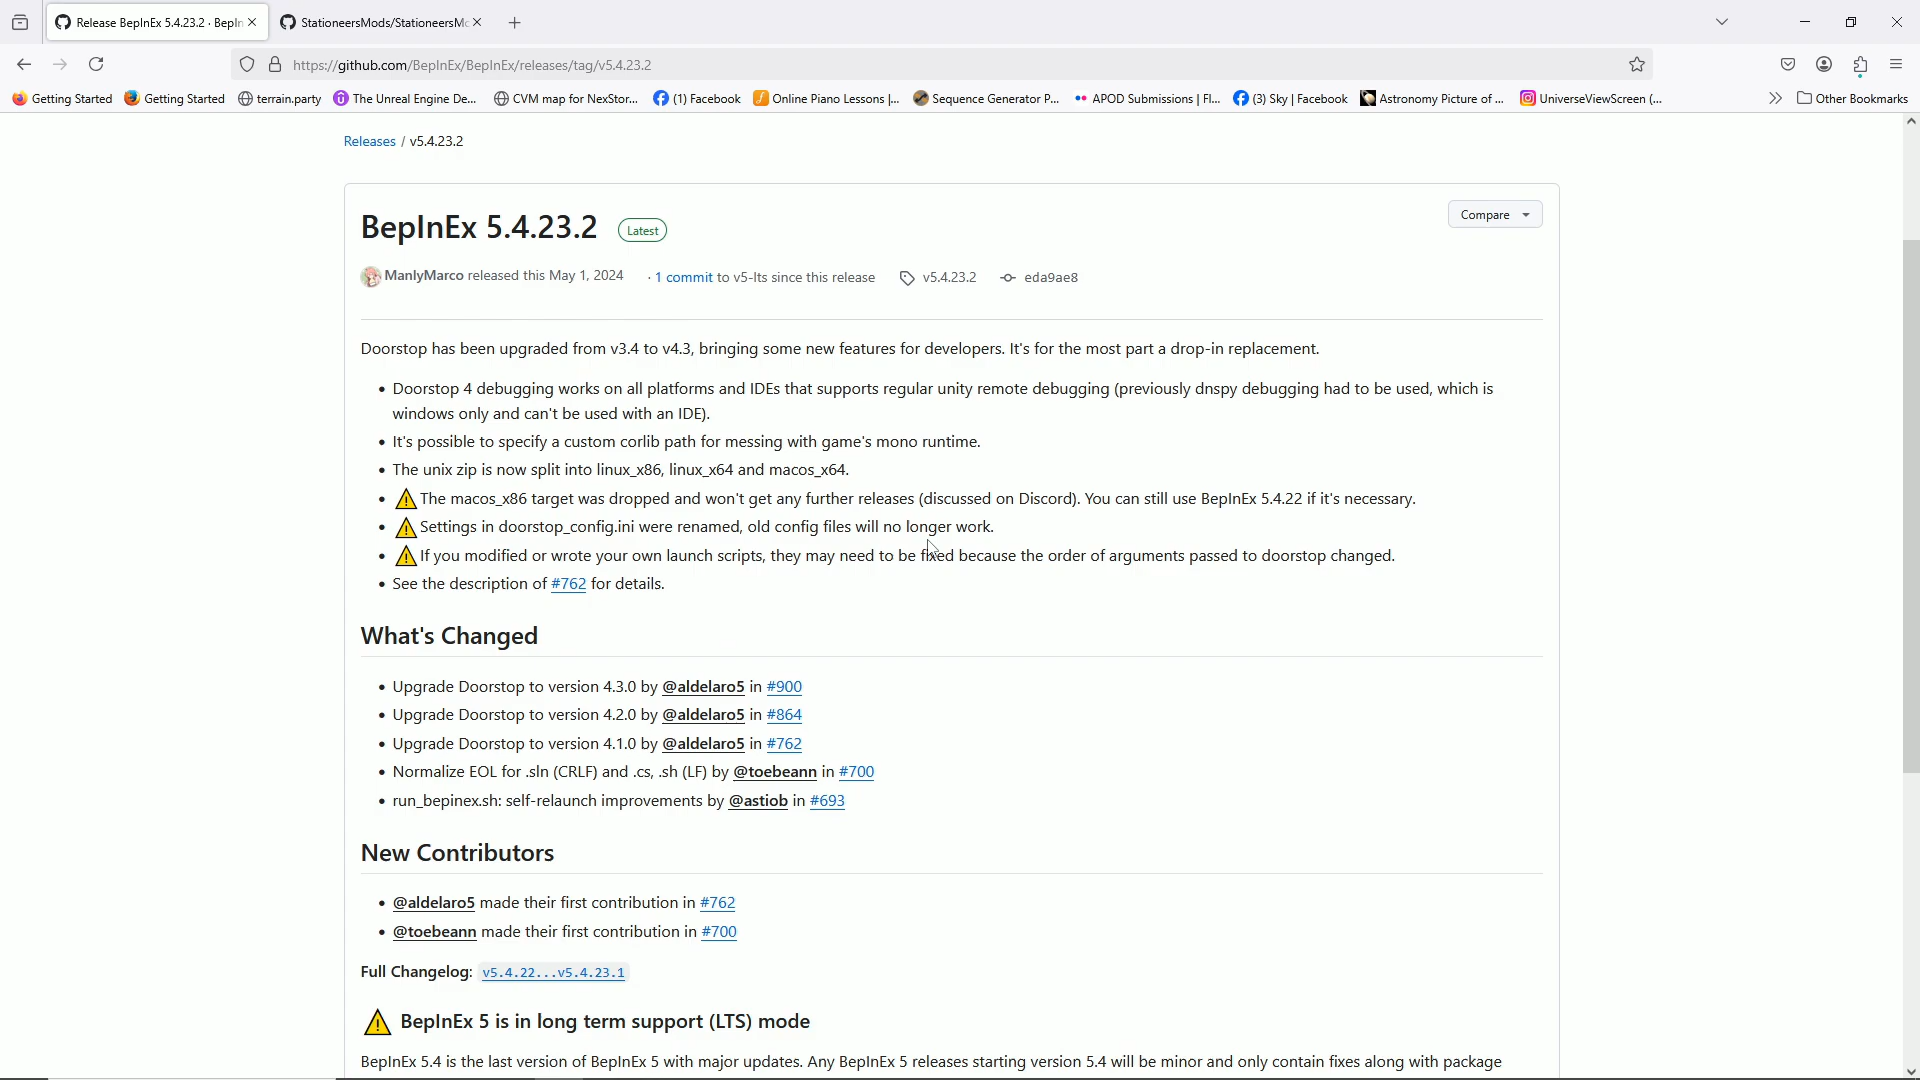 Release BepInEx 5.4.23.2 · BepIn
StationeersMods/StationeersMo
https://github.com/BepInEx/BepInEx/releases/tag/v5.4.23.2
Getting Started
Getting Started
terrain.party
The Unreal Engine De...
CVM map for NexStor...
(1) Facebook
Online Piano Lessons |...
Sequence Generator P...
APOD Submissions | Fl...
(3) Sky | Facebook
Astronomy Picture of ...
UniverseViewScreen (...
Other Bookmarks
Releases / v5.4.23.2
BepInEx 5.4.23.2 Latest
Compare
ManlyMarco released this May 1, 2024 · 1 commit to v5-lts since this release v5.4.23.2 eda9ae8
Doorstop has been upgraded from v3.4 to v4.3, bringing some new features for developers. It's for the most part a drop-in replacement.
• Doorstop 4 debugging works on all platforms and IDEs that supports regular unity remote debugging (previously dnspy debugging had to be used, which is
windows only and can't be used with an IDE).
• It's possible to specify a custom corlib path for messing with game's mono runtime.
• The unix zip is now split into linux_x86, linux_x64 and macos_x64.
• ⚠ The macos_x86 target was dropped and won't get any further releases (discussed on Discord). You can still use BepInEx 5.4.22 if it's necessary.
• ⚠ Settings in doorstop_config.ini were renamed, old config files will no longer work.
• ⚠ If you modified or wrote your own launch scripts, they may need to be fixed because the order of arguments passed to doorstop changed.
• See the description of #762 for details.
What's Changed
• Upgrade Doorstop to version 4.3.0 by @aldelaro5 in #900
• Upgrade Doorstop to version 4.2.0 by @aldelaro5 in #864
• Upgrade Doorstop to version 4.1.0 by @aldelaro5 in #762
• Normalize EOL for .sln (CRLF) and .cs, .sh (LF) by @toebeann in #700
• run_bepinex.sh: self-relaunch improvements by @astiob in #693
New Contributors
• @aldelaro5 made their first contribution in #762
• @toebeann made their first contribution in #700
Full Changelog: v5.4.22...v5.4.23.1
⚠ BepInEx 5 is in long term support (LTS) mode
BepInEx 5.4 is the last version of BepInEx 5 with major updates. Any BepInEx 5 releases starting version 5.4 will be minor and only contain fixes along with package